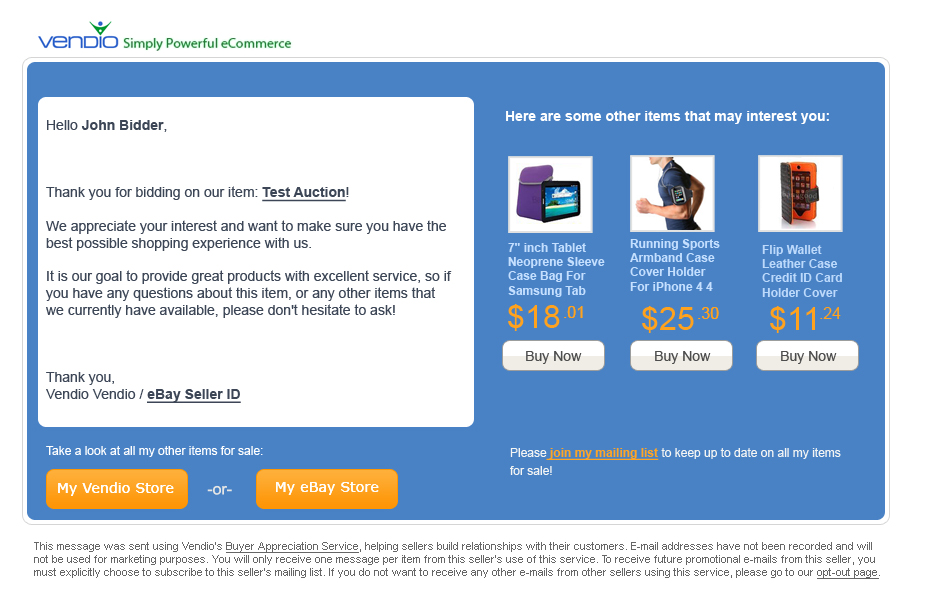 VENDIO Simply Powerful eCommerce
Hello John Bidder,
Thank you for bidding on our item: Test Auction!
We appreciate your interest and want to make sure you have the
best possible shopping experience with us.
It is our goal to provide great products with excellent service, so if
you have any questions about this item, or any other items that
we currently have available, please don't hesitate to ask!
Thank you,
Vendio Vendio / eBay Seller ID
Take a look at all my other items for sale:
My Vendio Store -or- My eBay Store
Here are some other items that may interest you:
7" inch Tablet
Neoprene Sleeve
Case Bag For
Samsung Tab
$18.01
Buy Now
Running Sports
Armband Case
Cover Holder
For iPhone 4 4
$25.30
Buy Now
Flip Wallet
Leather Case
Credit ID Card
Holder Cover
$11.24
Buy Now
Please join my mailing list to keep up to date on all my items
for sale!
This message was sent using Vendio's Buyer Appreciation Service, helping sellers build relationships with their customers. E-mail addresses have not been recorded and will
not be used for marketing purposes. You will only receive one message per item from this seller's use of this service. To receive future promotional e-mails from this seller, you
must explicitly choose to subscribe to this seller's mailing list. If you do not want to receive any other e-mails from other sellers using this service, please go to our opt-out page.